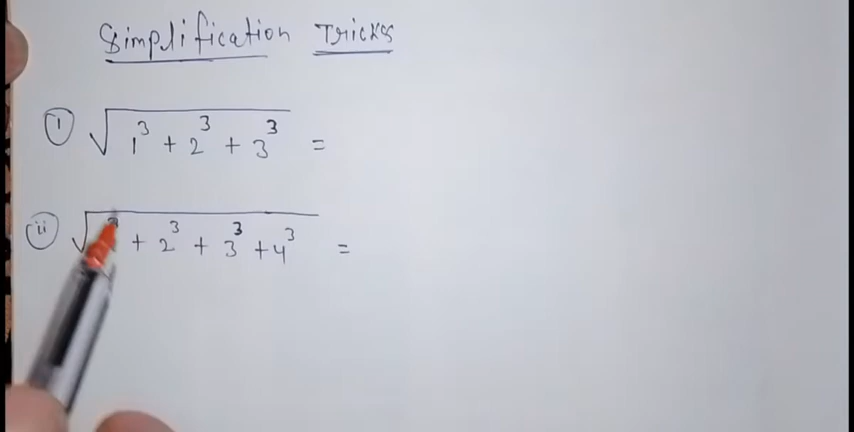 Simplification Tricks
(i) √1³ + 2³ + 3³ =
(ii) √ + 2³ + 3³ + 4³ =